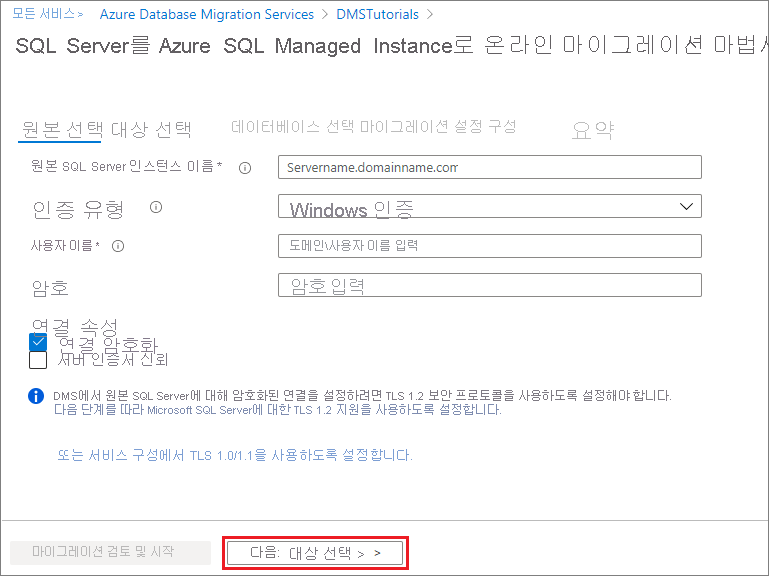 모든 서비스 > Azure Database Migration Services > DMSTutorials >
SQL Server를 Azure SQL Managed Instance로 온라인 마이그레이션
원본 선택 대상 선택 데이터베이스 선택 마이그레이션 설정 구성 요약
원본 SQL Server 인스턴스 이름 * Servername.domainname.com
인증 유형 Windows 인증
사용자 이름 * 도메인\사용자 이름 입력
암호 암호 입력
연결 속성
연결 암호화
서버 인증서 신뢰
DMS에서 원본 SQL Server에 대해 암호화된 연결을 설정하려면 TLS 1.2 보안 프로토콜을 사용하도록 설정해야 합니다.
다음 단계를 따라 Microsoft SQL Server에 대한 TLS 1.2 지원을 사용하도록 설정합니다.
또는 서비스 구성에서 TLS 1.0/1.1을 사용하도록 설정합니다.
마이그레이션 검토 및 시작 다음: 대상 선택 > >